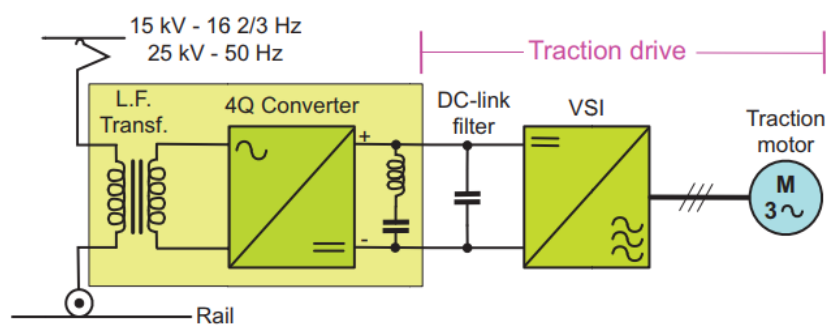 15 kV - 16 2/3 Hz
25 kV - 50 Hz
Traction drive
L.F.
Transf.
4Q Converter
DC-link
filter
VSI
Traction
motor
+
-
M
3∿
Rail